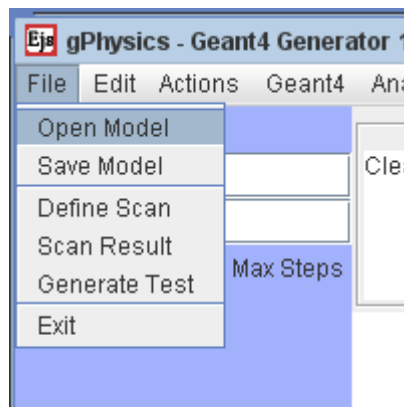 Ejs gPhysics - Geant4 Generator
File Edit Actions Geant4
Open Model
Save Model
Define Scan
Scan Result
Generate Test
Exit
Max Steps